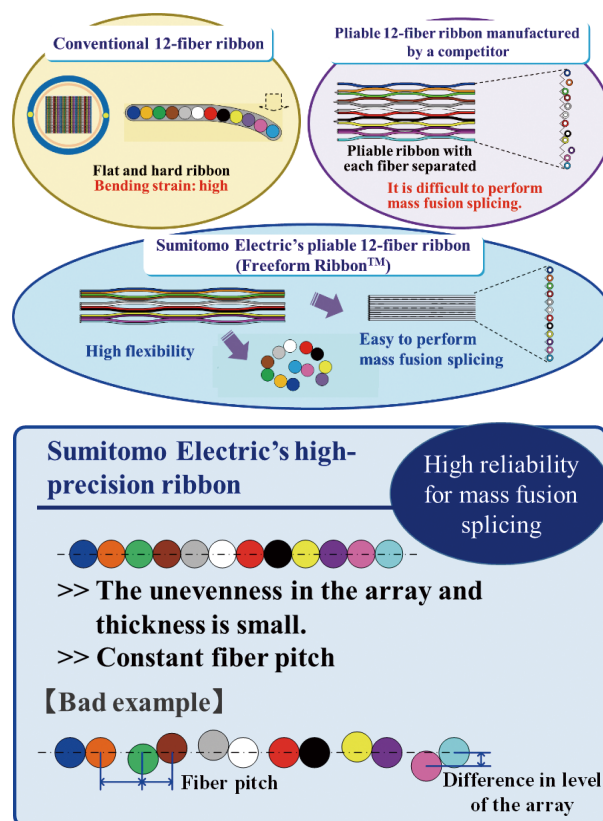 Conventional 12-fiber ribbon
Flat and hard ribbon
Bending strain: high
Pliable 12-fiber ribbon manufactured
by a competitor
Pliable ribbon with
each fiber separated
It is difficult to perform
mass fusion splicing.
Sumitomo Electric's pliable 12-fiber ribbon
(Freeform Ribbon™)
High flexibility
Easy to perform
mass fusion splicing
Sumitomo Electric's high-
precision ribbon
High reliability
for mass fusion
splicing
>> The unevenness in the array and
thickness is small.
>> Constant fiber pitch
【Bad example】
Fiber pitch
Difference in level
of the array